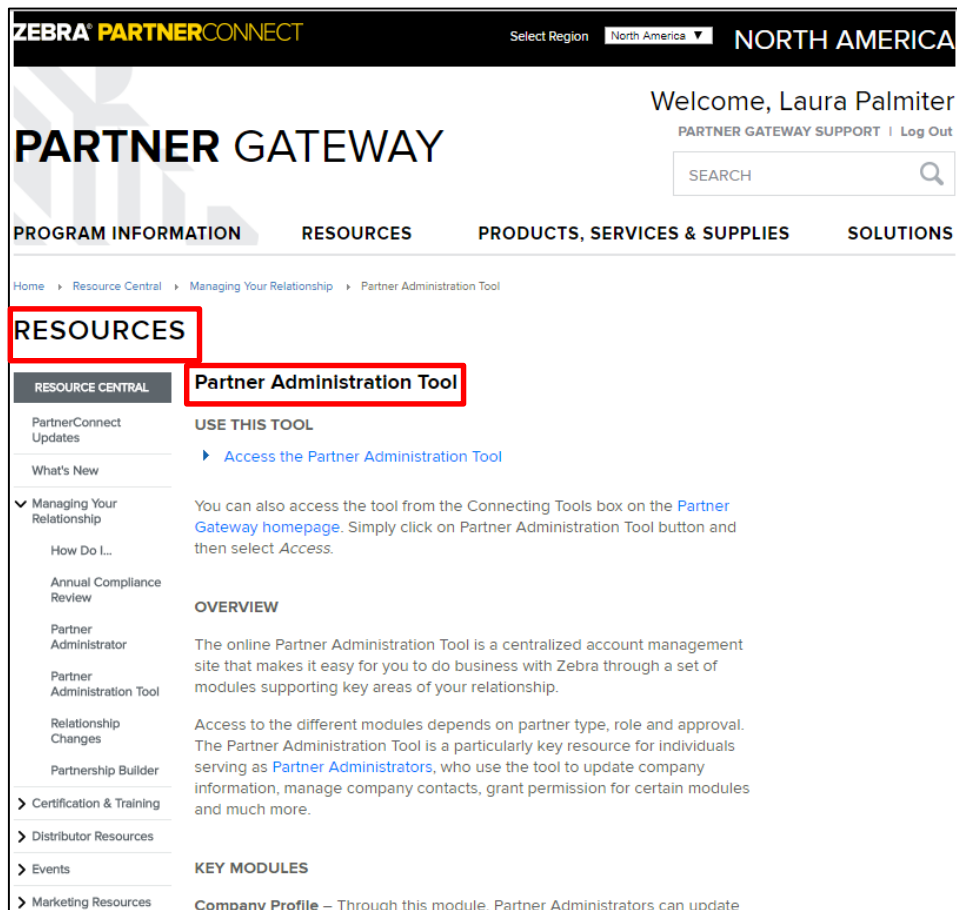 ZEBRA® PARTNERCONNECT
Select Region North America ▼ NORTH AMERICA
Welcome, Laura Palmiter
PARTNER GATEWAY SUPPORT | Log Out
PARTNER GATEWAY
SEARCH
PROGRAM INFORMATION RESOURCES PRODUCTS, SERVICES & SUPPLIES SOLUTIONS
Home Resource Central Managing Your Relationship Partner Administration Tool
RESOURCES
RESOURCE CENTRAL
PartnerConnect
Updates
What's New
Managing Your
Relationship
How Do I...
Annual Compliance
Review
Partner
Administrator
Partner
Administration Tool
Relationship
Changes
Partnership Builder
Certification & Training
Distributor Resources
Events
Marketing Resources
Partner Administration Tool
USE THIS TOOL
Access the Partner Administration Tool
You can also access the tool from the Connecting Tools box on the Partner
Gateway homepage. Simply click on Partner Administration Tool button and
then select Access.
OVERVIEW
The online Partner Administration Tool is a centralized account management
site that makes it easy for you to do business with Zebra through a set of
modules supporting key areas of your relationship.
Access to the different modules depends on partner type, role and approval.
The Partner Administration Tool is a particularly key resource for individuals
serving as Partner Administrators, who use the tool to update company
information, manage company contacts, grant permission for certain modules
and much more.
KEY MODULES
Company Profile – Through this module, Partner Administrators can update